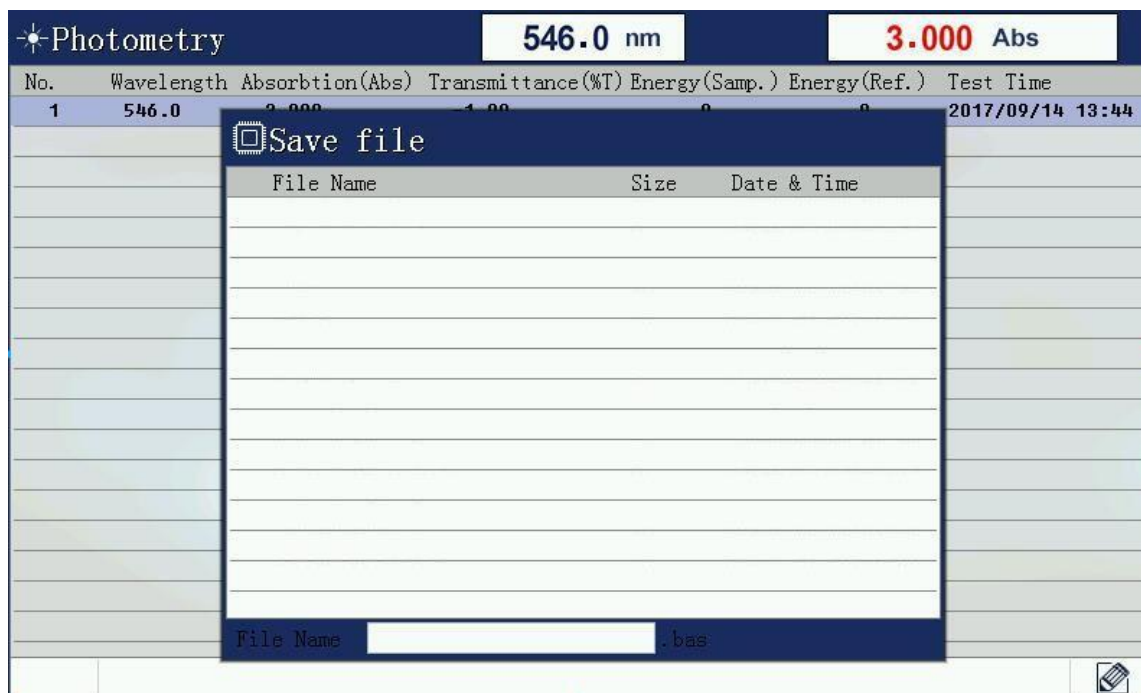 Photometry 546.0 nm 3.000 Abs
No. Wavelength Absorbtion(Abs) Transmittance(%T) Energy(Samp.) Energy(Ref.) Test Time
1 546.0 2017/09/14 13:44
Save file
File Name Size Date & Time
File Name .bas